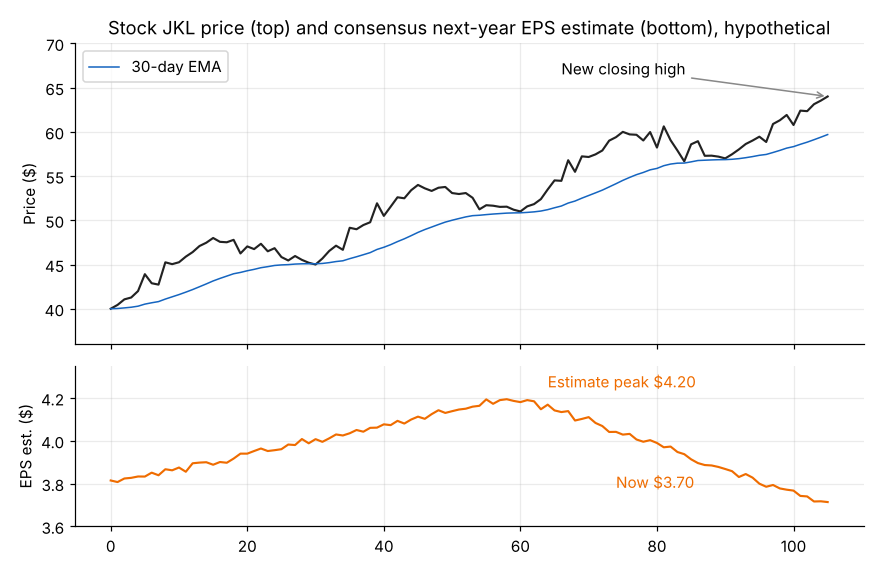 Stock JKL price (top) and consensus next-year EPS estimate (bottom), hypothetical
70
30-day EMA
New closing high
65
60
55
Price ($)
50
45
40
Estimate peak $4.20
4.2
EPS est. ($)
4.0
3.8
Now $3.70
3.6
0 20 40 60 80 100